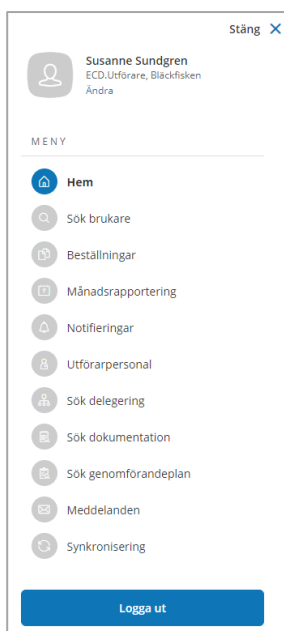 Stäng
Susanne Sundgren
ECD.Utförare, Bläckfisken
Ändra
MENY
Hem
Sök brukare
Beställningar
Månadsrapportering
Notifieringar
Utförarpersonal
Sök delegering
Sök dokumentation
Sök genomförandeplan
Meddelanden
Synkronisering
Logga ut